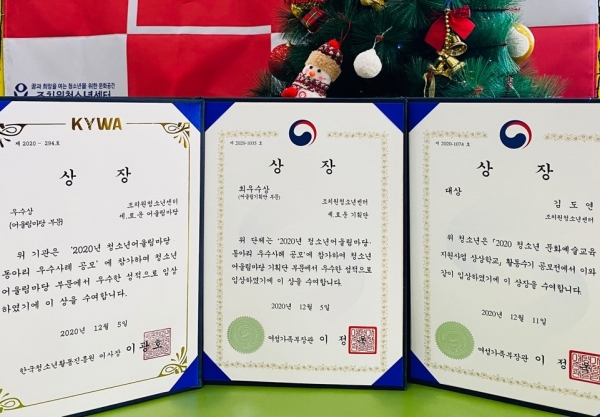 꿈과 희망을 여는 청소년을 위한 문화공간
조치원청소년센터
KYWA
제 2020 - 294호
상 장
우수상
(어울림마당 부문)
조치원청소년센터
세.로.운 어울림마당
위 기관은 '2020년
청소년어울림마당
동아리 우수사례 공모'에 참가하여 청소년
어울림마당 부문에서 우수한 성적으로 입상
하였기에 이 상을 수여합니다.
2020년 12월 5일
한국청소년활동진흥원 이사장 이 광 호
제 2020-1035 호
상 장
최우수상
(어울림기획단 부문)
조치원청소년센터
세.로.운 기획단
위 단체는 '2020년 청소년어울림마당·
동아리 우수사례 공모'에 참가하여 청소년
어울림마당 기획단 부문에서 우수한 성적으로
입상하였기에 이 상을 수여합니다.
2020년 12월 5일
여성가족부장관 이 정 옥
제 2020-1074 호
상 장
대상
김 도 연
조치원청소년센터
위 청소년은 「2020 청소년 문화예술교육
지원사업 상상학교」 활동수기 공모전에서 이와
같이 입상하였기에 이 상장을 수여합니다.
2020년 12월 11일
여성가족부장관 이 정 옥